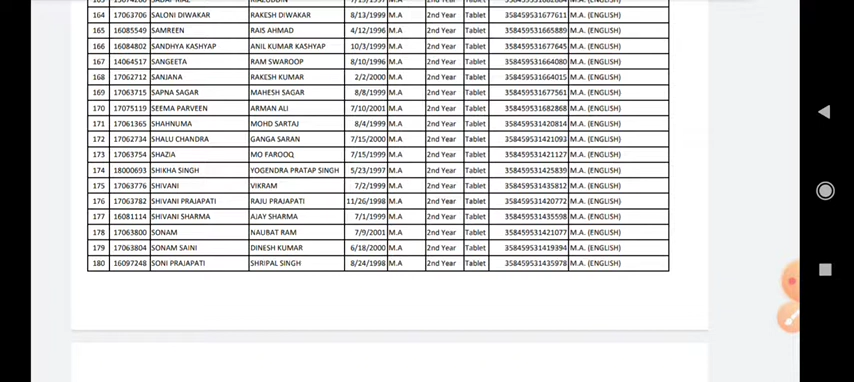 164 17063706 SALONI DIWAKAR RAKESH DIWAKAR 8/13/1999 M.A 2nd Year Tablet 358459531677611 M.A. (ENGLISH)
165 16085549 SAMREEN RAIS AHMAD 4/12/1996 M.A 2nd Year Tablet 358459531665889 M.A. (ENGLISH)
166 16084802 SANDHYA KASHYAP ANIL KUMAR KASHYAP 10/3/1999 M.A 2nd Year Tablet 358459531677645 M.A. (ENGLISH)
167 14064517 SANGEETA RAM SWAROOP 8/10/1996 M.A 2nd Year Tablet 358459531664080 M.A. (ENGLISH)
168 17062712 SANJANA RAKESH KUMAR 2/2/2000 M.A 2nd Year Tablet 358459531664015 M.A. (ENGLISH)
169 17063715 SAPNA SAGAR MAHESH SAGAR 8/8/1999 M.A 2nd Year Tablet 358459531677561 M.A. (ENGLISH)
170 17075119 SEEMA PARVEEN ARMAN ALI 7/10/2001 M.A 2nd Year Tablet 358459531682868 M.A. (ENGLISH)
171 17061365 SHAHNUMA MOHD SARTAJ 8/4/1999 M.A 2nd Year Tablet 358459531420814 M.A. (ENGLISH)
172 17062734 SHALU CHANDRA GANGA SARAN 7/15/2000 M.A 2nd Year Tablet 358459531421093 M.A. (ENGLISH)
173 17063754 SHAZIA MO FAROOQ 7/15/1999 M.A 2nd Year Tablet 358459531421127 M.A. (ENGLISH)
174 18000693 SHIKHA SINGH YOGENDRA PRATAP SINGH 5/23/1997 M.A 2nd Year Tablet 358459531425839 M.A. (ENGLISH)
175 17063776 SHIVANI VIKRAM 7/2/1999 M.A 2nd Year Tablet 358459531435812 M.A. (ENGLISH)
176 17063782 SHIVANI PRAJAPATI RAJU PRAJAPATI 11/26/1998 M.A 2nd Year Tablet 358459531420772 M.A. (ENGLISH)
177 16081114 SHIVANI SHARMA AJAY SHARMA 7/1/1999 M.A 2nd Year Tablet 358459531435598 M.A. (ENGLISH)
178 17063800 SONAM NAUBAT RAM 7/9/2001 M.A 2nd Year Tablet 358459531421077 M.A. (ENGLISH)
179 17063804 SONAM SAINI DINESH KUMAR 6/18/2000 M.A 2nd Year Tablet 358459531419394 M.A. (ENGLISH)
180 16097248 SONI PRAJAPATI SHRIPAL SINGH 8/24/1998 M.A 2nd Year Tablet 358459531435978 M.A. (ENGLISH)